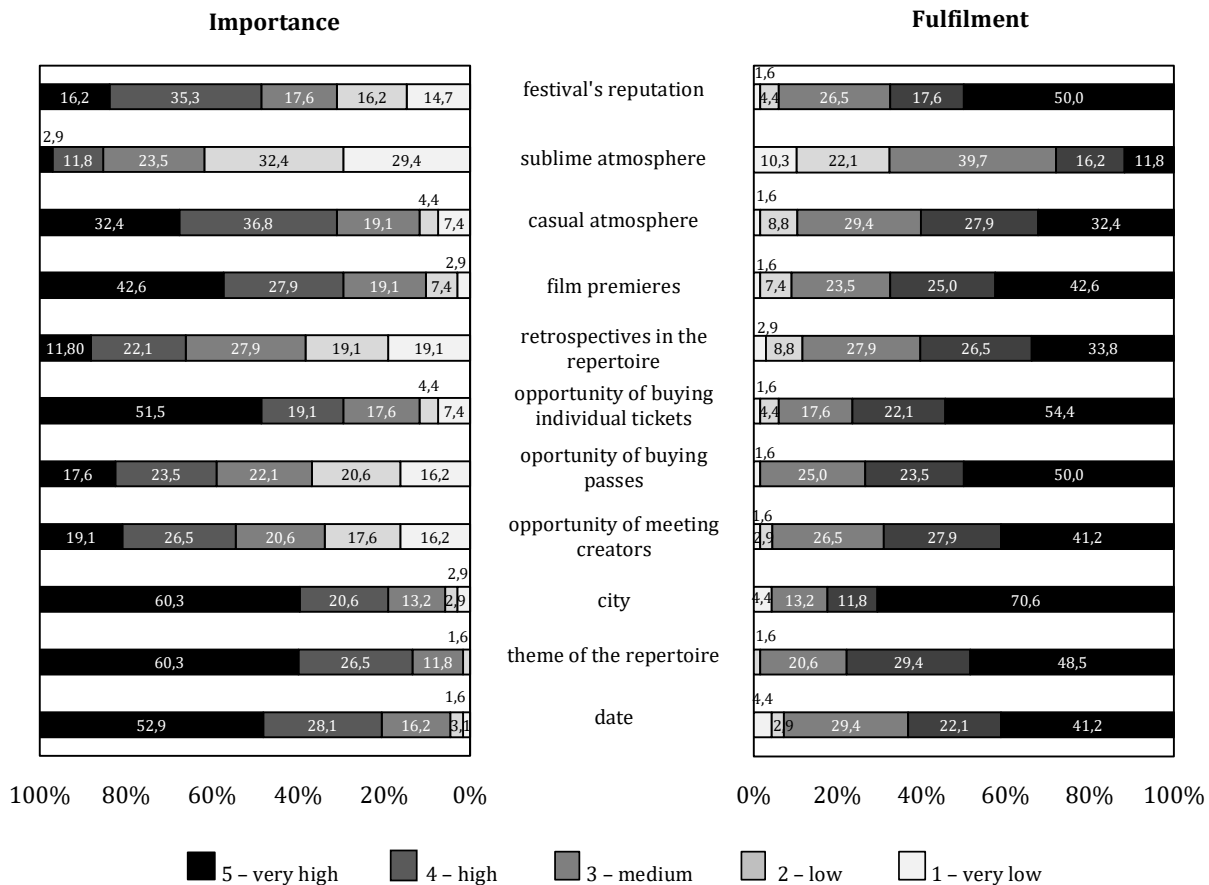 Importance
Fulfilment
1,6
16,2 35,3 17,6 16,2 14,7 festival's reputation 4,4 26,5 17,6 50,0
2,9
11,8 23,5 32,4 29,4 sublime atmosphere 10,3 22,1 39,7 16,2 11,8
4,4 1,6
32,4 36,8 19,1 7,4 casual atmosphere 8,8 29,4 27,9 32,4
2,9 1,6
42,6 27,9 19,1 7,4 film premieres 7,4 23,5 25,0 42,6
2,9
11,80 22,1 27,9 19,1 19,1 retrospectives in the 8,8 27,9 26,5 33,8
repertoire
4,4 1,6
opportunity of buying
51,5 19,1 17,6 7,4 individual tickets 4,4 17,6 22,1 54,4
1,6
oportunity of buying
17,6 23,5 22,1 20,6 16,2 passes 25,0 23,5 50,0
1,6
opportunity of meeting
19,1 26,5 20,6 17,6 16,2 creators 2,9 26,5 27,9 41,2
2,9
60,3 20,6 13,2 2,9 city 4,4 13,2 11,8 70,6
1,6 1,6
60,3 26,5 11,8 theme of the repertoire 20,6 29,4 48,5
1,6 4,4
52,9 28,1 16,2 3,1 date 2,9 29,4 22,1 41,2
100% 80% 60% 40% 20% 0% 0% 20% 40% 60% 80% 100%
5 – very high 4 – high 3 – medium 2 – low 1 – very low